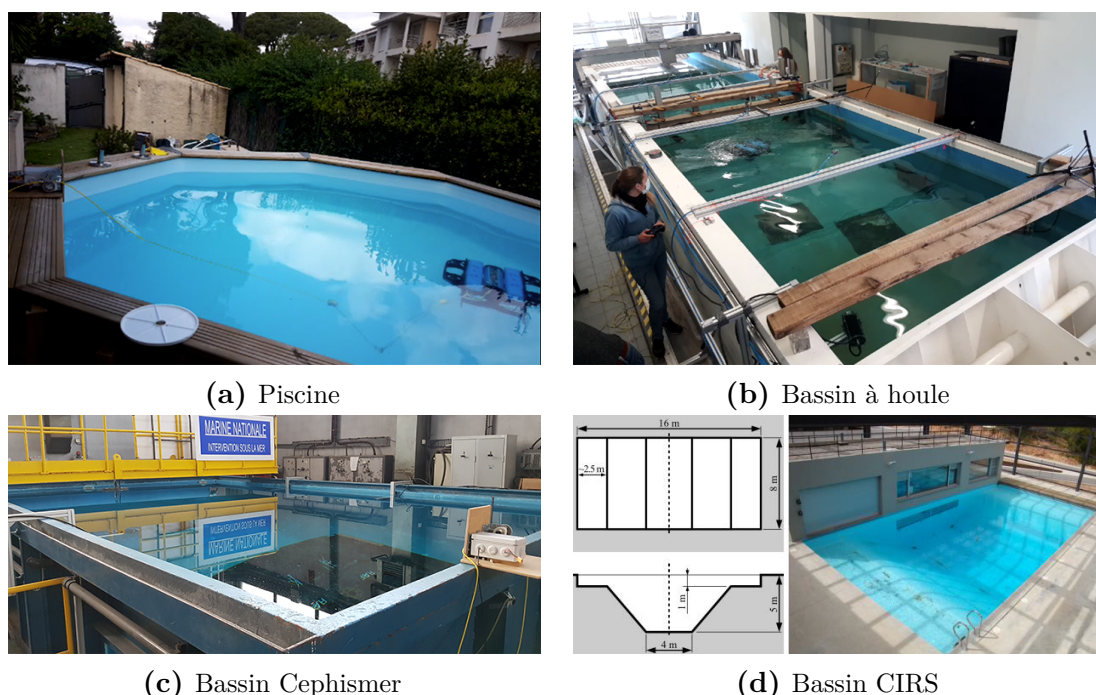 (a) Piscine
(b) Bassin à houle
MARINE NATIONALE
INTERVENTION SOUS LA MER
16 m
~2.5 m
8 m
1 m
5 m
4 m
(c) Bassin Cephismer
(d) Bassin CIRS